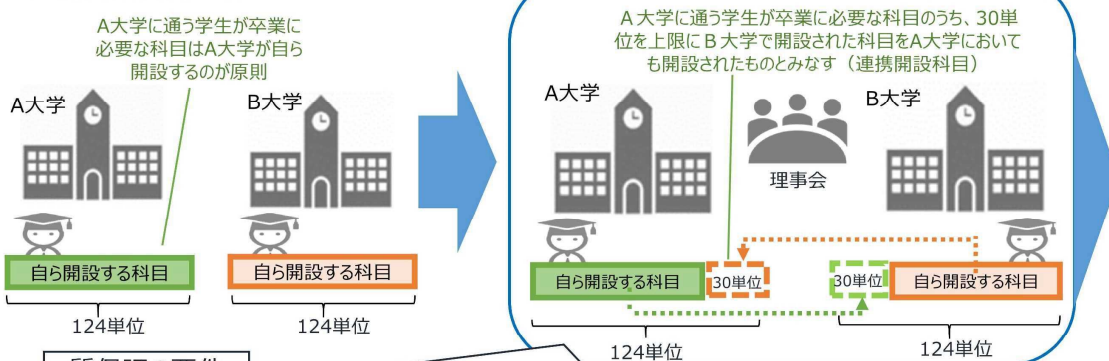 A大学に通う学生が卒業に
必要な科目はA大学が自ら
開設するのが原則
A大学
B大学
自ら開設する科目
自ら開設する科目
124単位
124単位
A大学に通う学生が卒業に必要な科目のうち、30単
位を上限にB大学で開設された科目をA大学において
も開設されたものとみなす（連携開設科目）
A大学
B大学
理事会
自ら開設する科目
30単位
30単位
自ら開設する科目
124単位
124単位